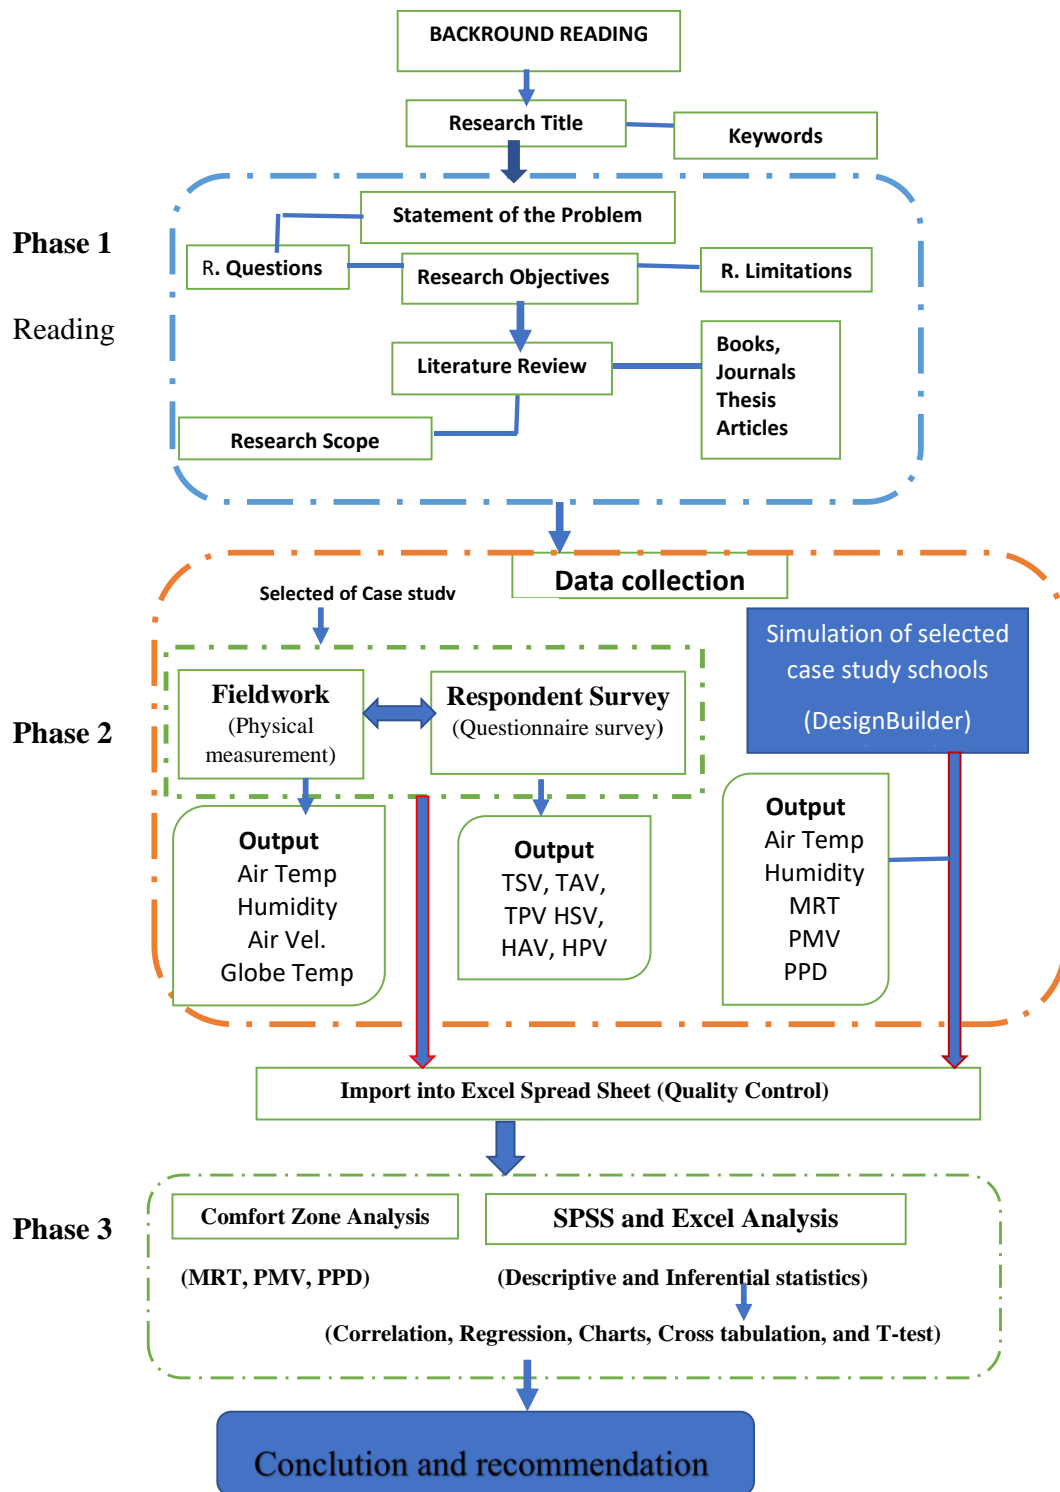 BACKROUND READING
Research Title
Keywords
Phase 1
Reading
Statement of the Problem
R. Questions
Research Objectives
R. Limitations
Literature Review
Books,
Journals
Thesis
Articles
Research Scope
Data collection
Selected of Case study
Simulation of selected
case study schools
(DesignBuilder)
Phase 2
Fieldwork
(Physical
measurement)
Respondent Survey
(Questionnaire survey)
Output
Air Temp
Humidity
Air Vel.
Globe Temp
Output
TSV, TAV,
TPV HSV,
HAV, HPV
Output
Air Temp
Humidity
MRT
PMV
PPD
Import into Excel Spread Sheet (Quality Control)
Phase 3
Comfort Zone Analysis
SPSS and Excel Analysis
(MRT, PMV, PPD)
(Descriptive and Inferential statistics)
(Correlation, Regression, Charts, Cross tabulation, and T-test)
Conclution and recommendation